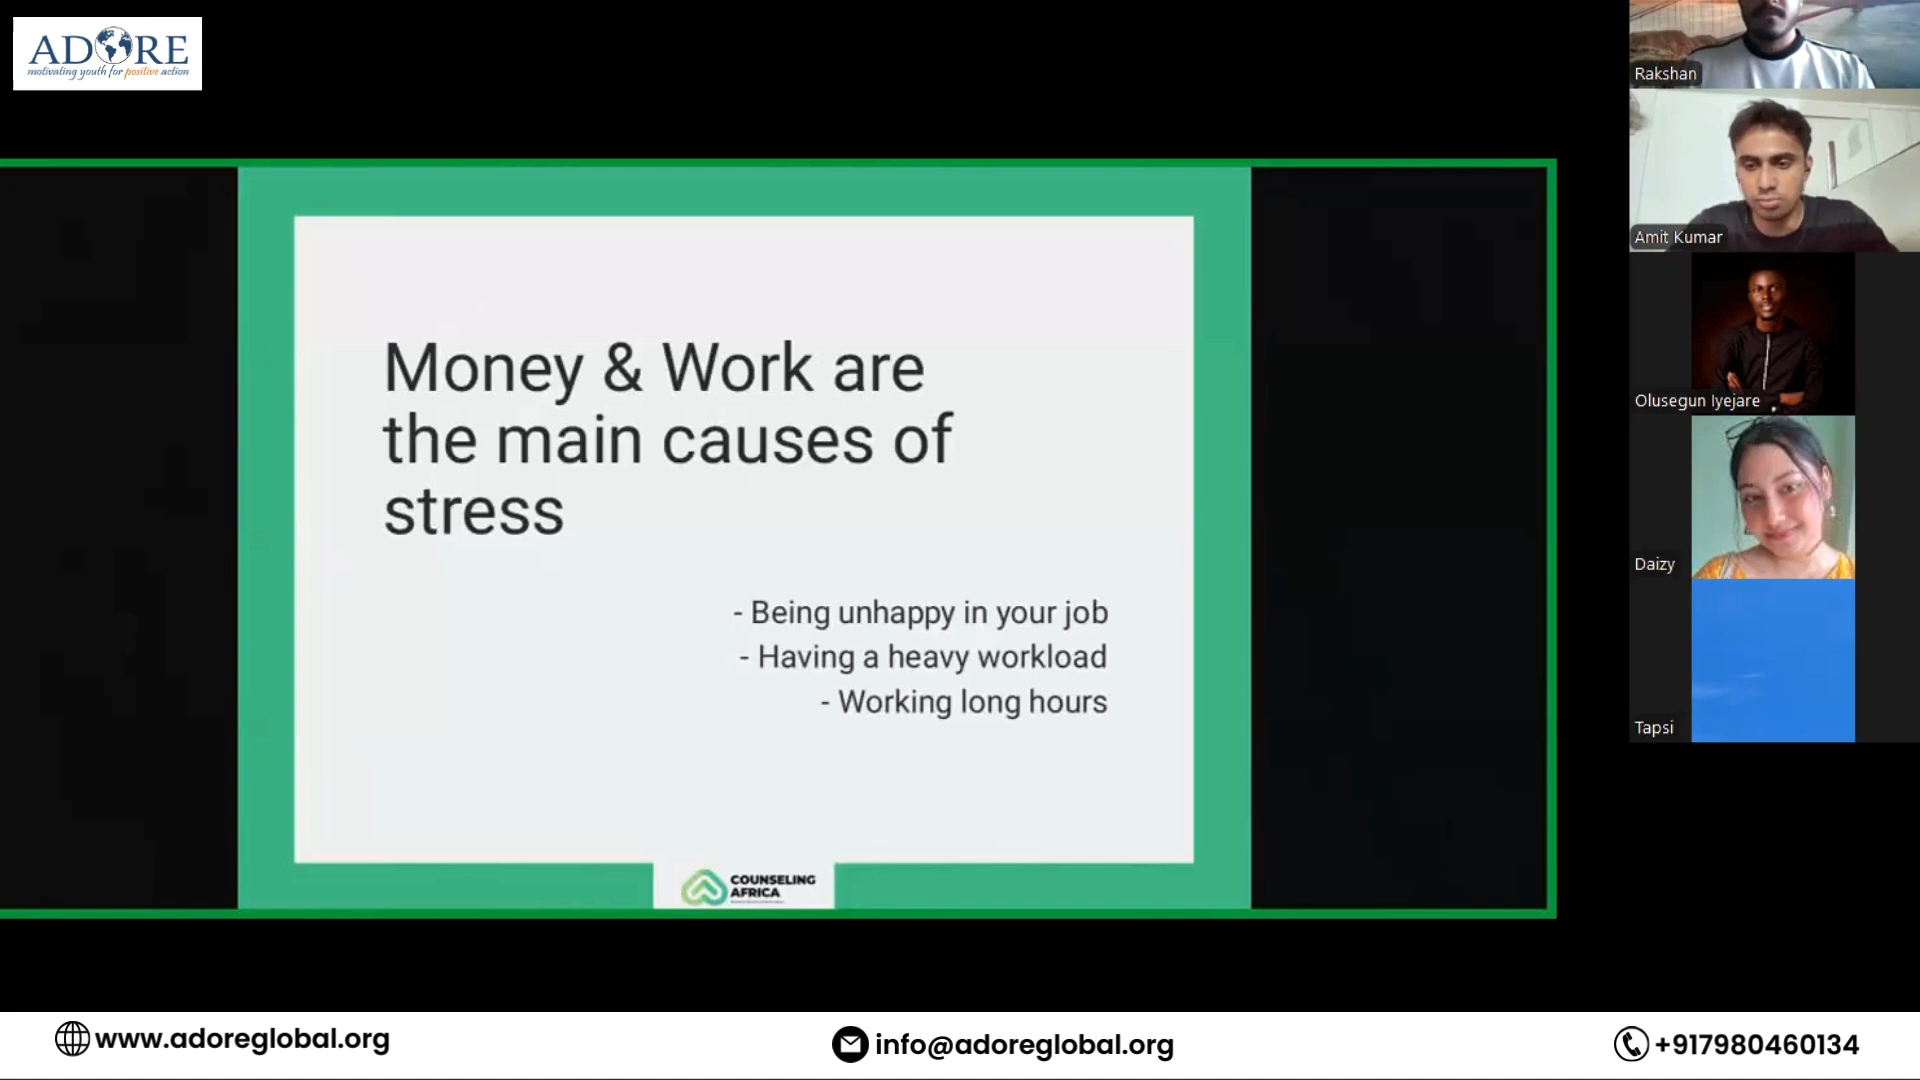 ADORE
motivating youth for positive action
Rakshan
Amit Kumar
Olusegun Iyejare
Daizy
Tapsi
Money & Work are
the main causes of
stress
- Being unhappy in your job
- Having a heavy workload
- Working long hours
COUNSELING
AFRICA
www.adoreglobal.org
info@adoreglobal.org
+917980460134